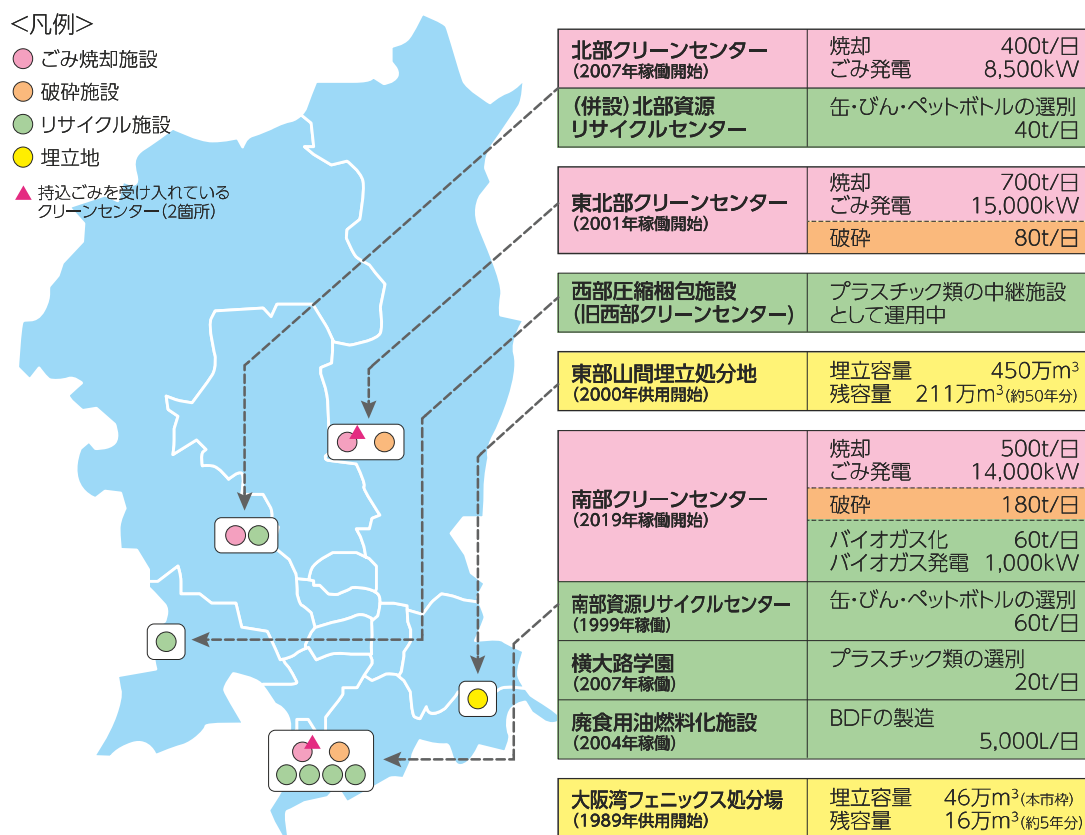 <凡例>
ごみ焼却施設
破砕施設
リサイクル施設
埋立地
持込ごみを受け入れている
クリーンセンター(2箇所)
北部クリーンセンター
(2007年稼働開始)
焼却 400t/日
ごみ発電 8,500kW
(併設)北部資源
リサイクルセンター
缶・びん・ペットボトルの選別
40t/日
東北部クリーンセンター
(2001年稼働開始)
焼却 700t/日
ごみ発電 15,000kW
破砕 80t/日
西部圧縮梱包施設
(旧西部クリーンセンター)
プラスチック類の中継施設
として運用中
東部山間埋立処分地
(2000年供用開始)
埋立容量 450万m³
残容量 211万m³(約50年分)
南部クリーンセンター
(2019年稼働開始)
焼却 500t/日
ごみ発電 14,000kW
破砕 180t/日
バイオガス化 60t/日
バイオガス発電 1,000kW
南部資源リサイクルセンター
(1999年稼働)
缶・びん・ペットボトルの選別
60t/日
横大路学園
(2007年稼働)
プラスチック類の選別
20t/日
廃食用油燃料化施設
(2004年稼働)
BDFの製造
5,000L/日
大阪湾フェニックス処分場
(1989年供用開始)
埋立容量 46万m³(本市枠)
残容量 16万m³(約5年分)